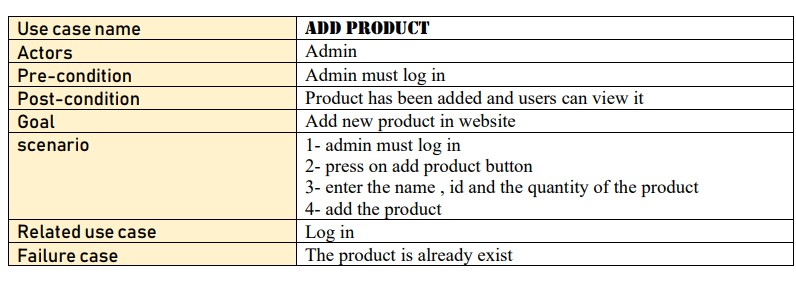 Use case name ADD PRODUCT
Actors Admin
Pre-condition Admin must log in
Post-condition Product has been added and users can view it
Goal Add new product in website
scenario 1- admin must log in
2- press on add product button
3- enter the name , id and the quantity of the product
4- add the product
Related use case Log in
Failure case The product is already exist